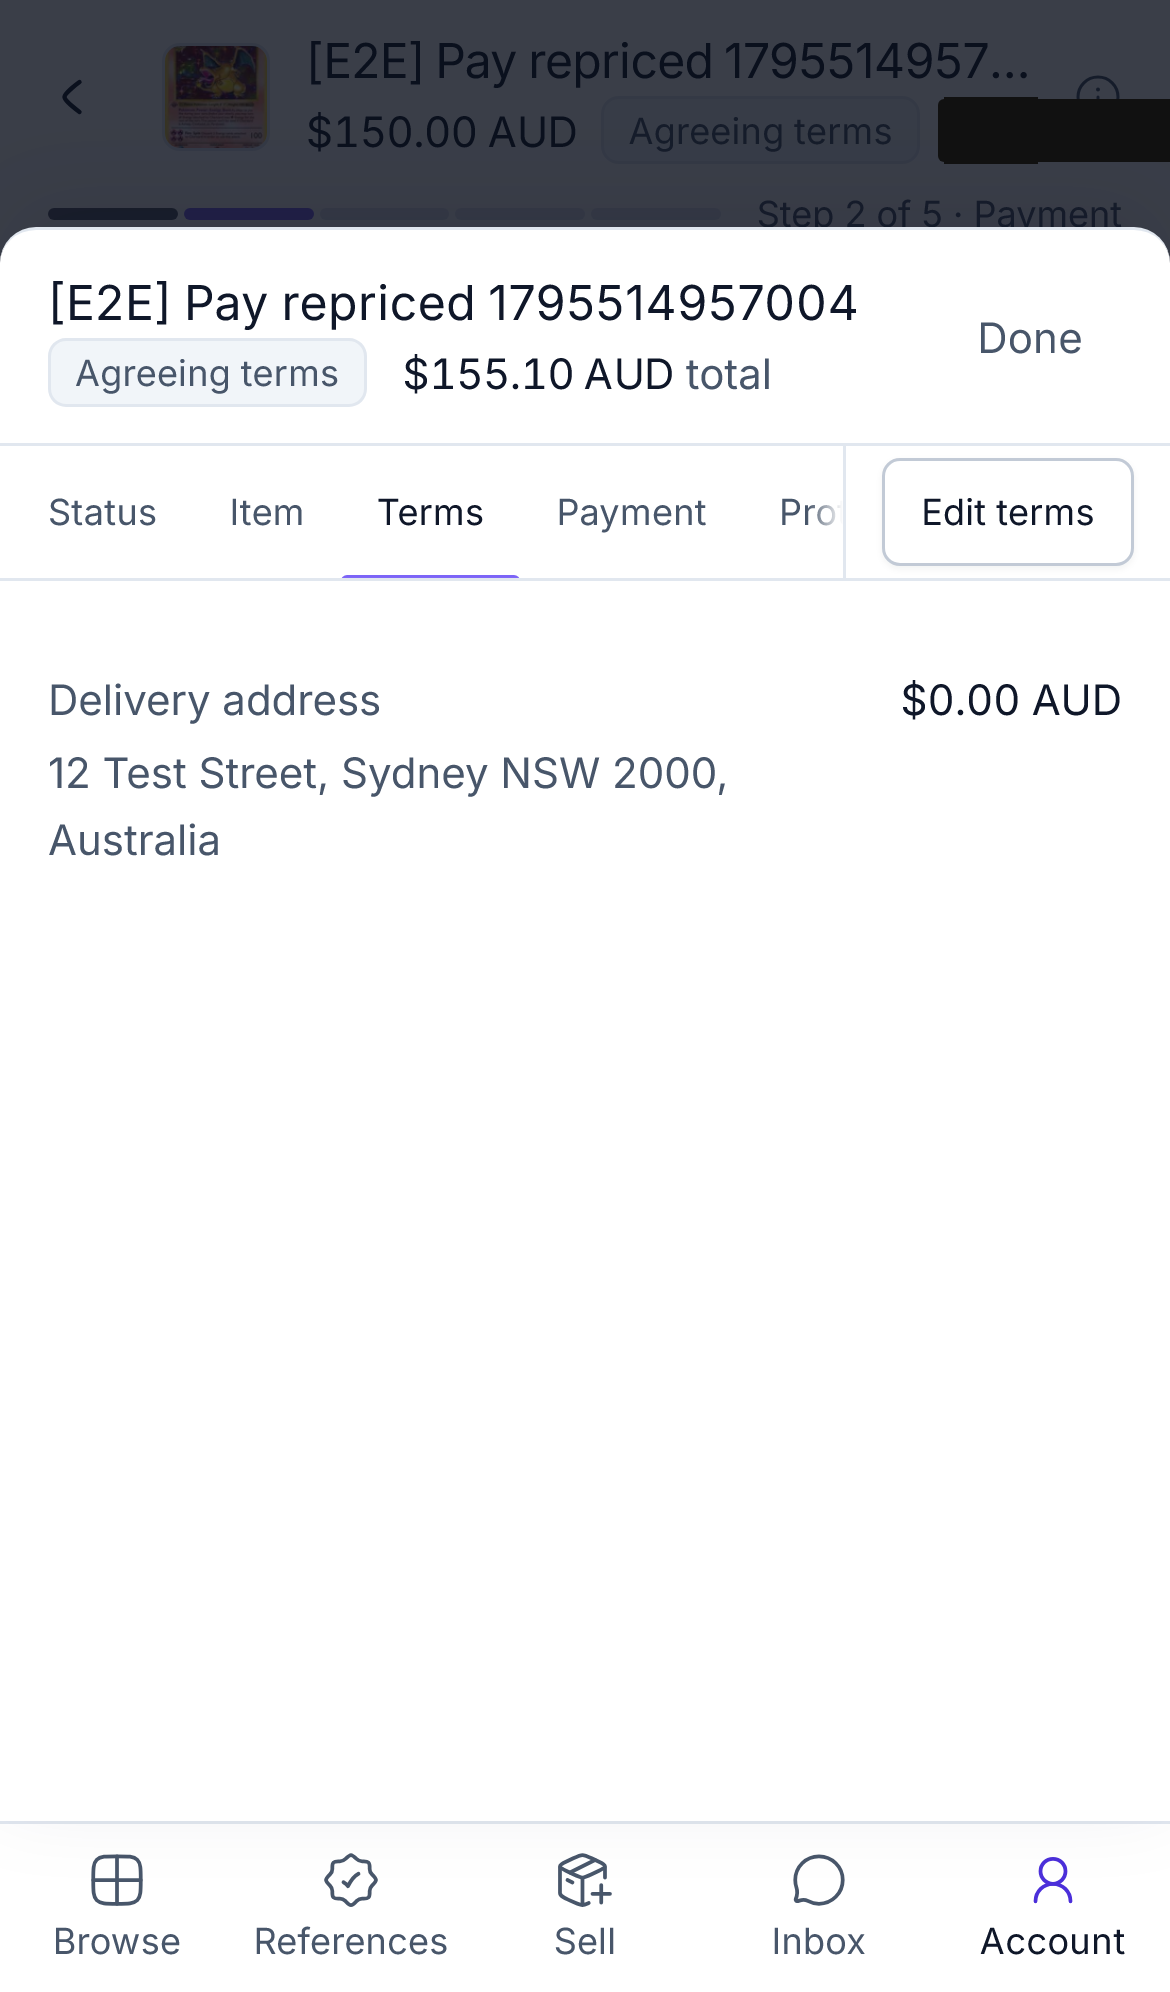 [E2E] Pay repriced 1795514957...
$150.00 AUD
Agreeing terms
Step 2 of 5 · Payment
[E2E] Pay repriced 1795514957004
Agreeing terms
$155.10 AUD total
Done
Status
Item
Terms
Payment
Pro
Edit terms
Delivery address
$0.00 AUD
12 Test Street, Sydney NSW 2000,
Australia
Browse
References
Sell
Inbox
Account